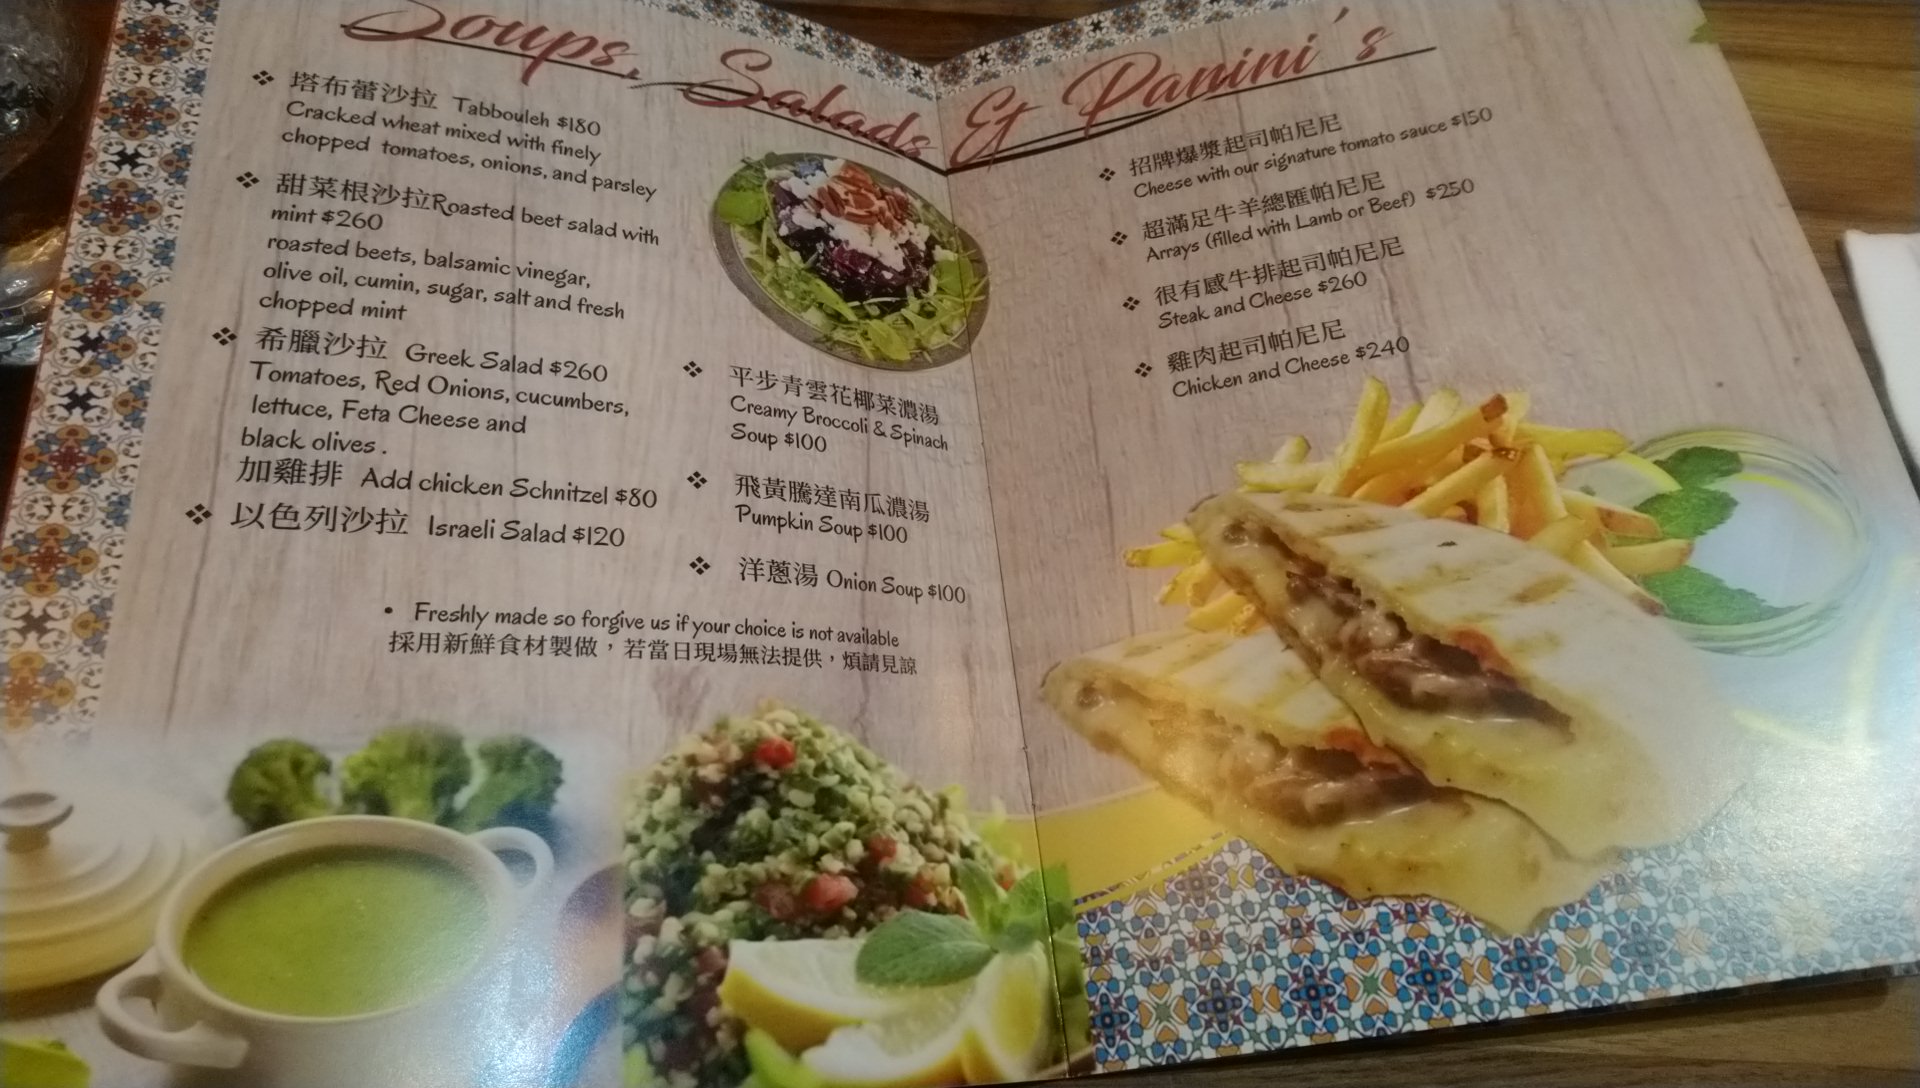 Soups, Salads Et Panini's
塔布蕾沙拉 Tabbouleh $180
Cracked wheat mixed with finely
chopped tomatoes, onions, and parsley
甜菜根沙拉Roasted beet salad with
mint $260
roasted beets, balsamic vinegar,
olive oil, cumin, sugar, salt and fresh
chopped mint
希臘沙拉 Greek Salad $260
Tomatoes, Red Onions, cucumbers,
lettuce, Feta Cheese and
black olives.
加雞排 Add chicken Schnitzel $80
以色列沙拉 Israeli Salad $120
平步青雲花椰菜濃湯
Creamy Broccoli & Spinach
Soup $100
飛黃騰達南瓜濃湯
Pumpkin Soup $100
洋蔥湯 Onion Soup $100
• Freshly made so forgive us if your choice is not available
採用新鮮食材製做，若當日現場無法提供，煩請見諒
招牌爆漿起司帕尼尼
Cheese with our signature tomato sauce $150
超滿足牛羊總匯帕尼尼
Arrays (filled with Lamb or Beef) $250
很有感牛排起司帕尼尼
Steak and Cheese $260
雞肉起司帕尼尼
Chicken and Cheese $240